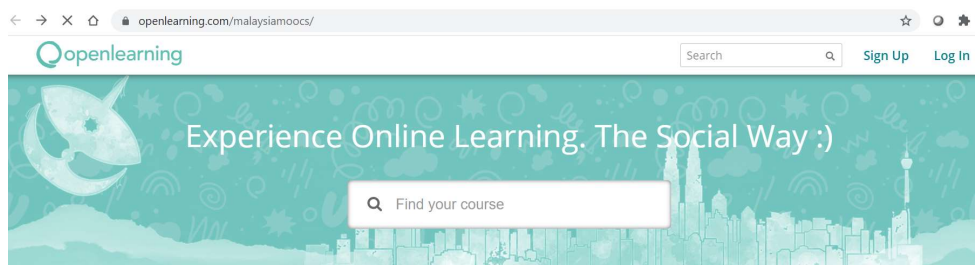 openlearning.com/malaysiamoocs/
openlearning
Search
Sign Up
Log In
Experience Online Learning. The Social Way :)
Find your course